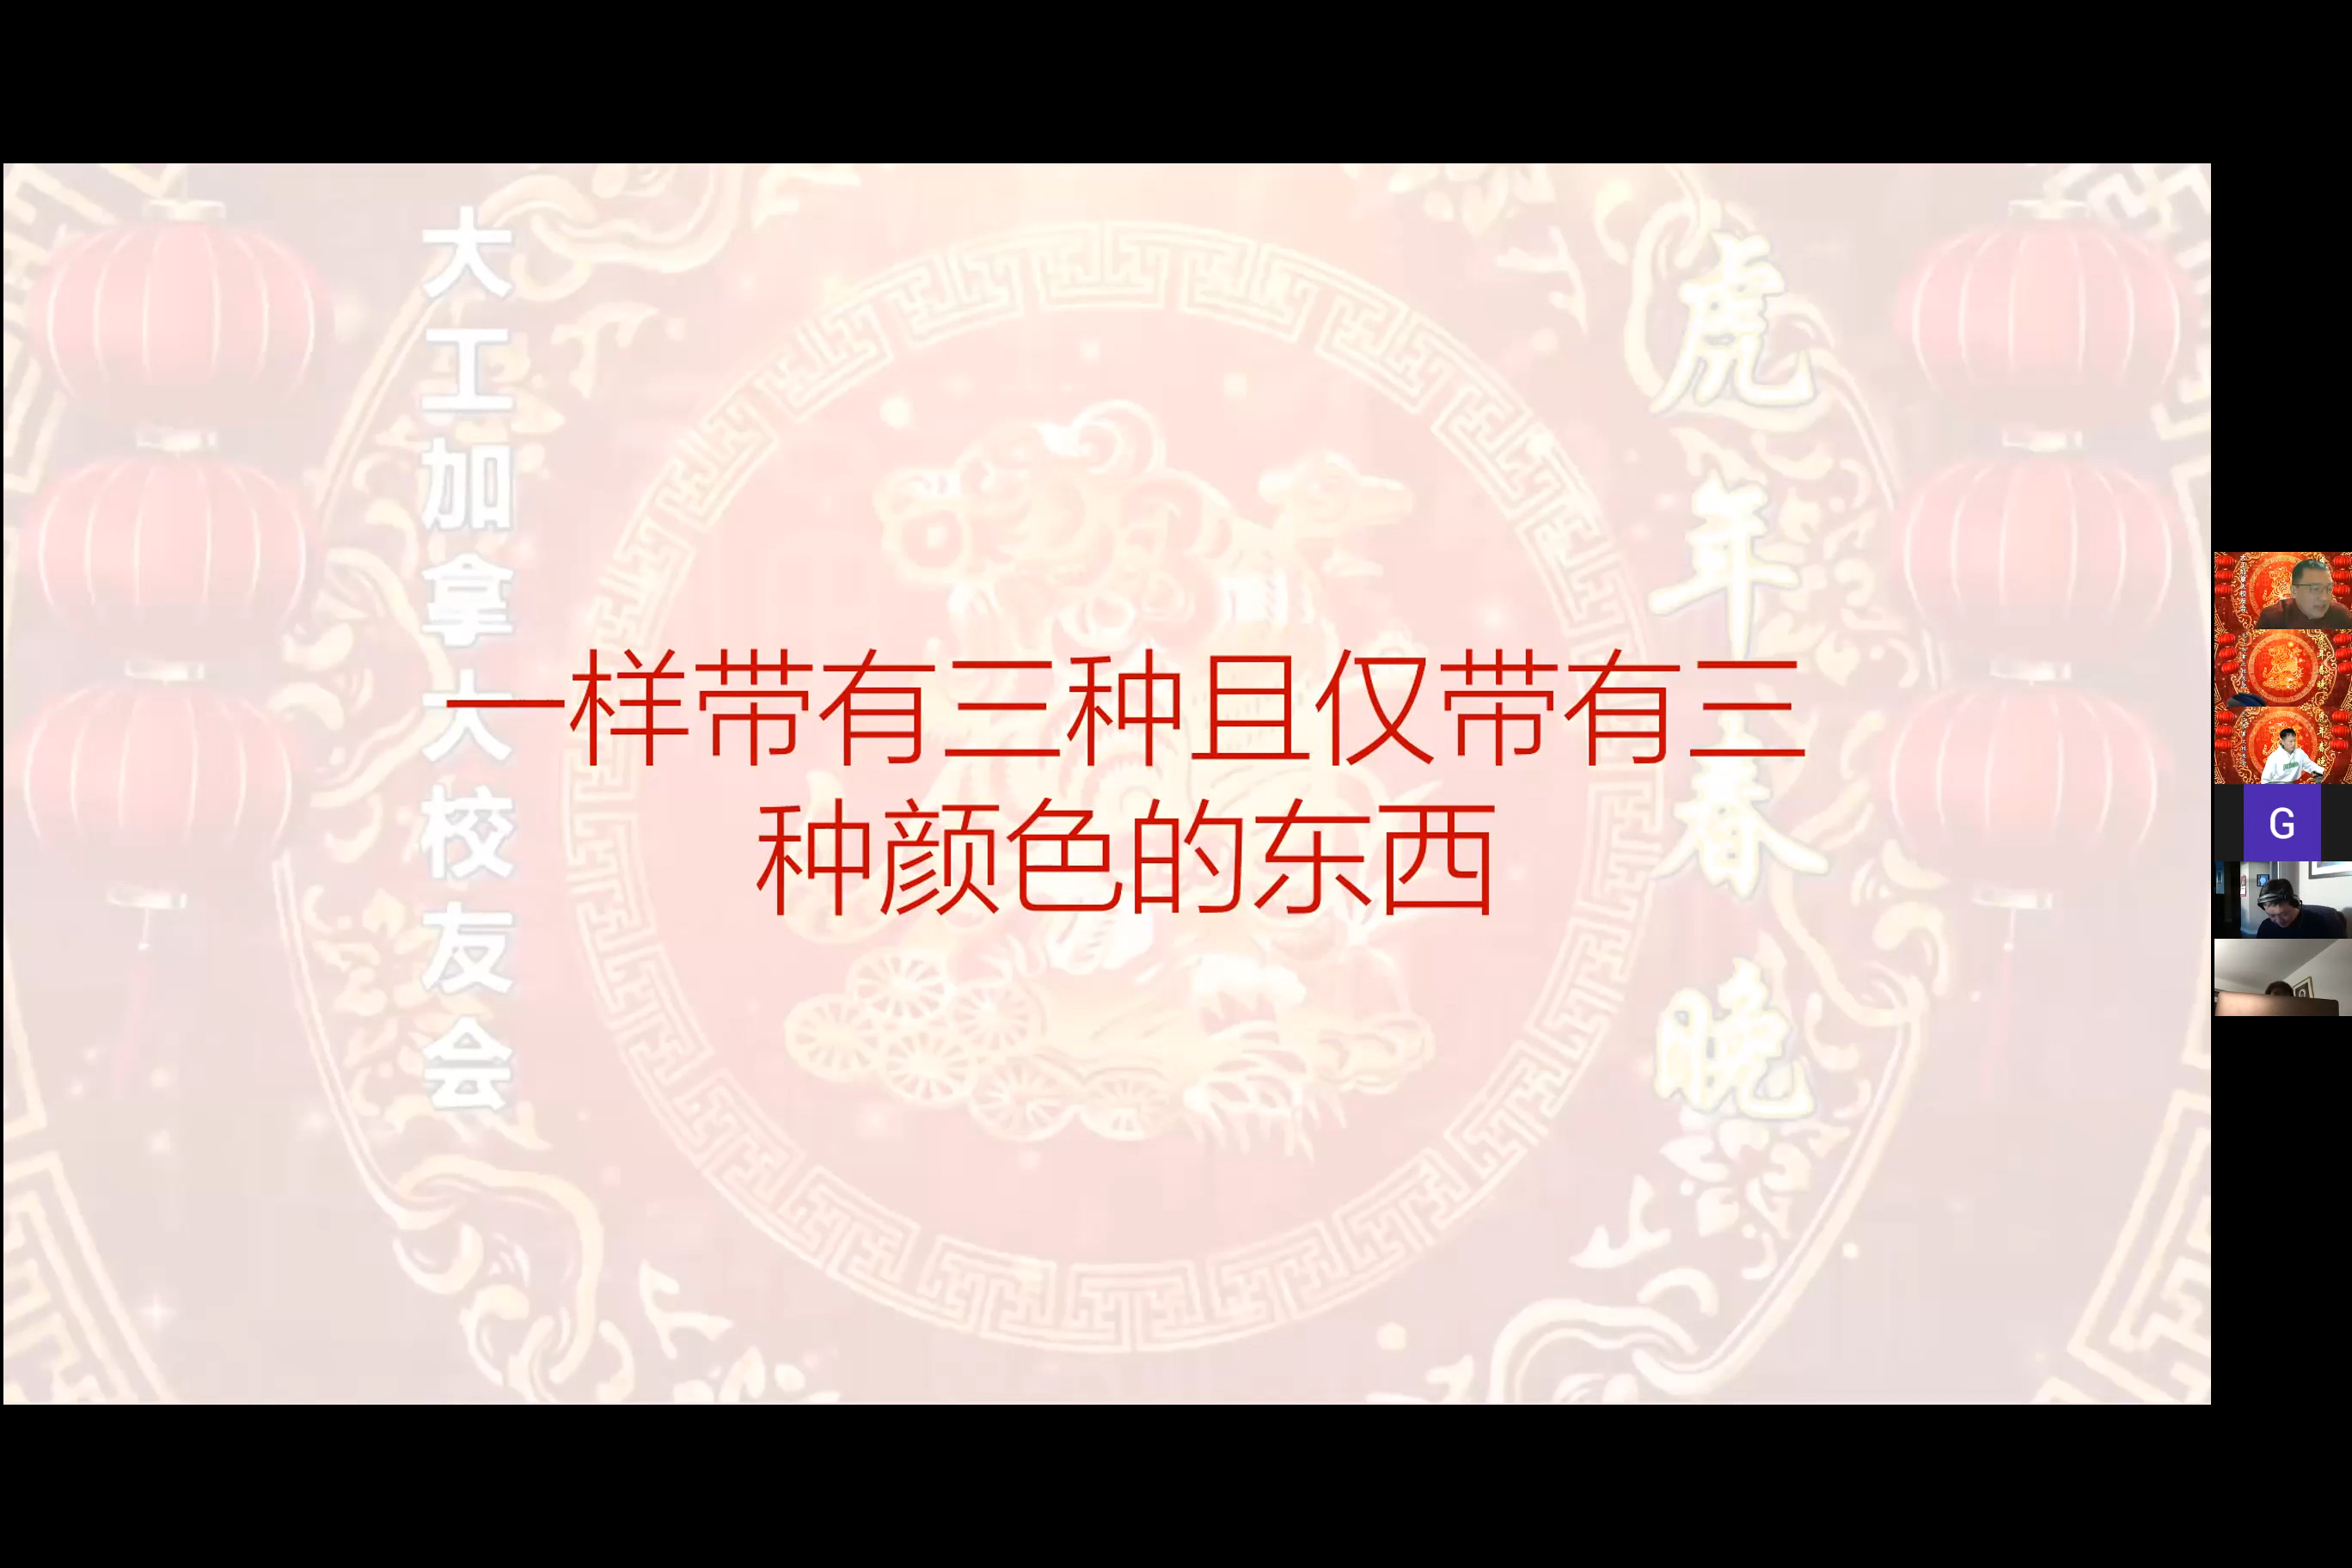 大工加拿大校友会
虎年春晚
一样带有三种且仅带有三
种颜色的东西
G